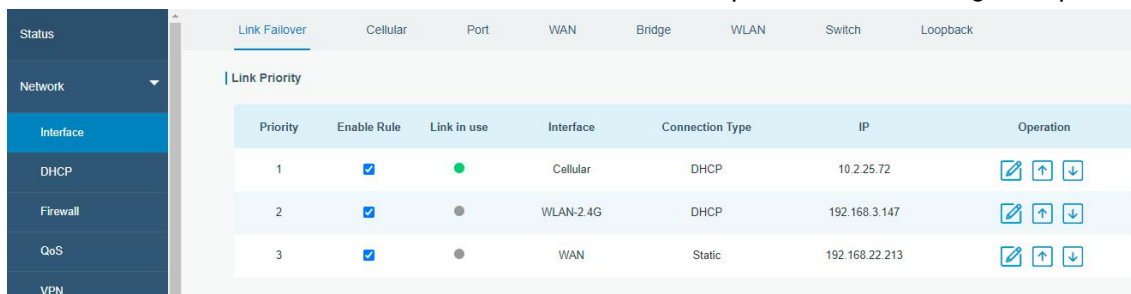 Status
Network
Interface
DHCP
Firewall
QoS
VPN
Link Failover Cellular Port WAN Bridge WLAN Switch Loopback
Link Priority
Priority Enable Rule Link in use Interface Connection Type IP Operation
1 Cellular DHCP 10.2.25.72
2 WLAN-2.4G DHCP 192.168.3.147
3 WAN Static 192.168.22.213